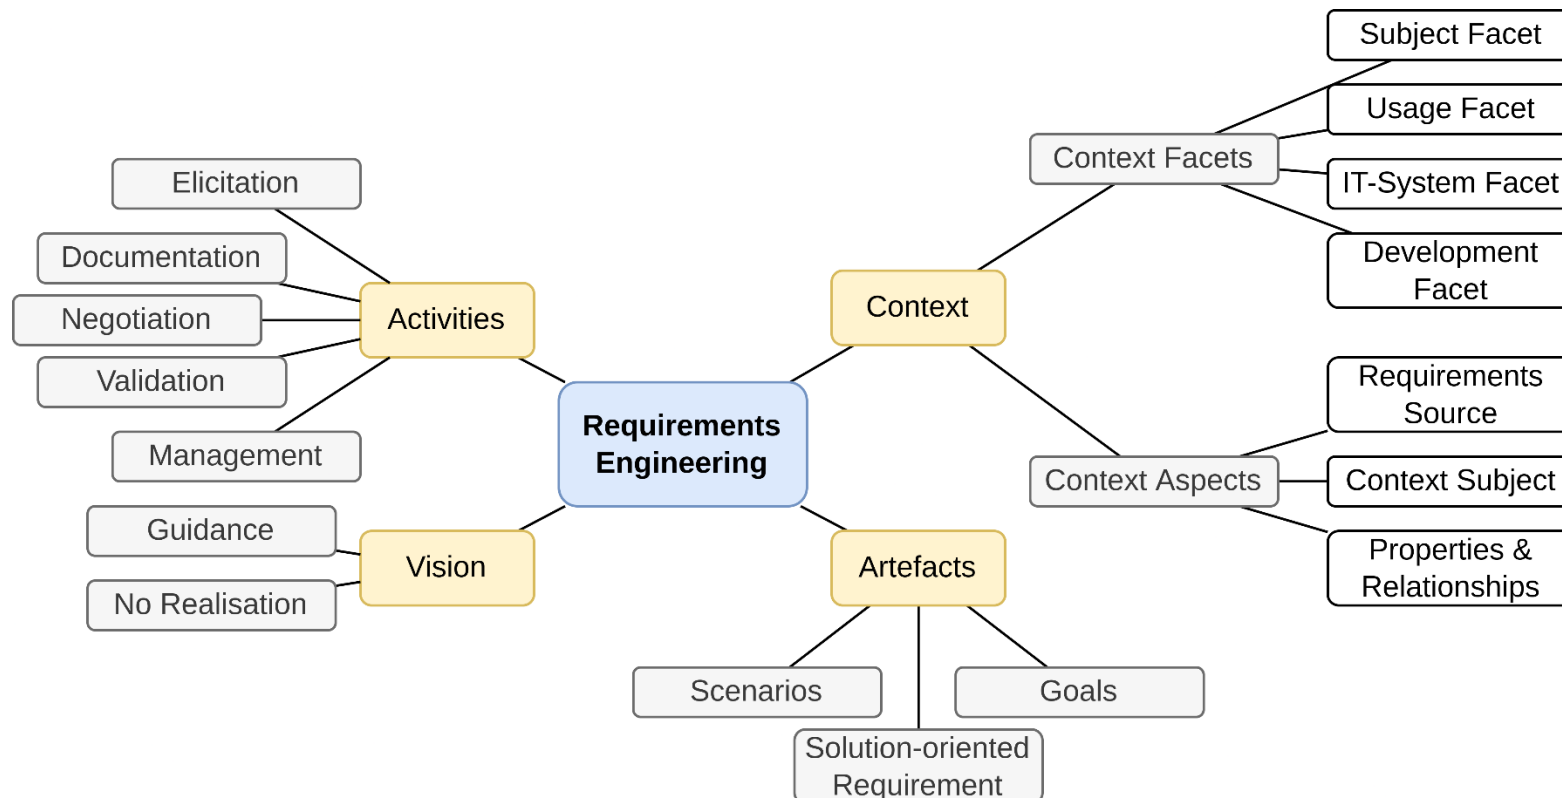 Subject Facet
Usage Facet
Context Facets
Elicitation
IT-System Facet
Documentation
Development
Facet
Activities
Context
Negotiation
Validation
Requirements
Source
Requirements
Engineering
Management
Context Aspects
Context Subject
Guidance
Vision
Artefacts
Properties &
Relationships
No Realisation
Scenarios
Goals
Solution-oriented
Requirement